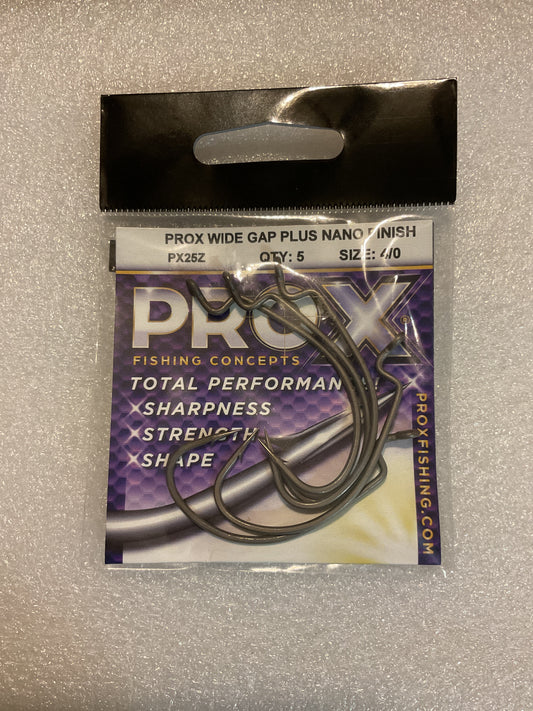 PROX WIDE GAP PLUS NANO FINISH
PX25Z QTY: 5 SIZE: 4/0
PROX®
FISHING CONCEPTS
TOTAL PERFORMANCE!
SHARPNESS
STRENGTH
SHAPE
PROXFISHING.COM